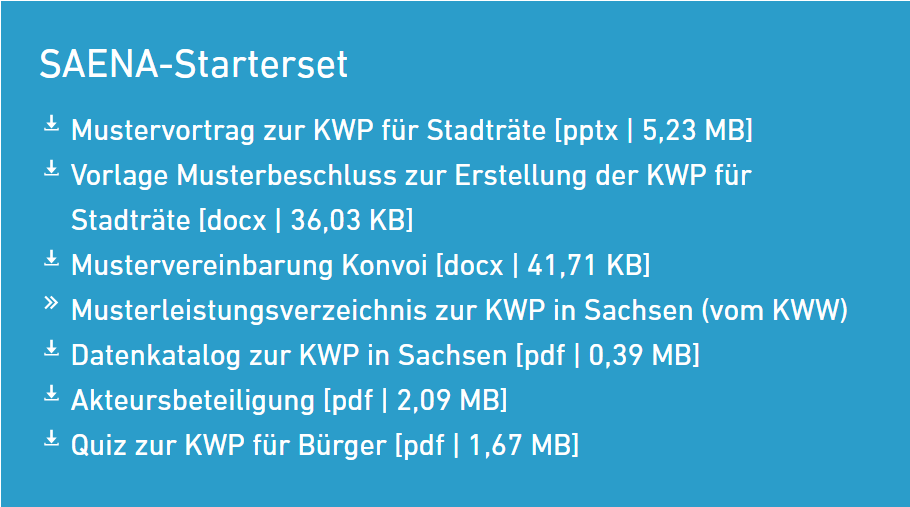 SAENA-Starterset
Mustervortrag zur KWP für Stadträte [pptx | 5,23 MB]
Vorlage Musterbeschluss zur Erstellung der KWP für
Stadträte [docx | 36,03 KB]
Mustervereinbarung Konvoi [docx | 41,71 KB]
Musterleistungsverzeichnis zur KWP in Sachsen (vom KWW)
Datenkatalog zur KWP in Sachsen [pdf | 0,39 MB]
Akteursbeteiligung [pdf | 2,09 MB]
Quiz zur KWP für Bürger [pdf | 1,67 MB]